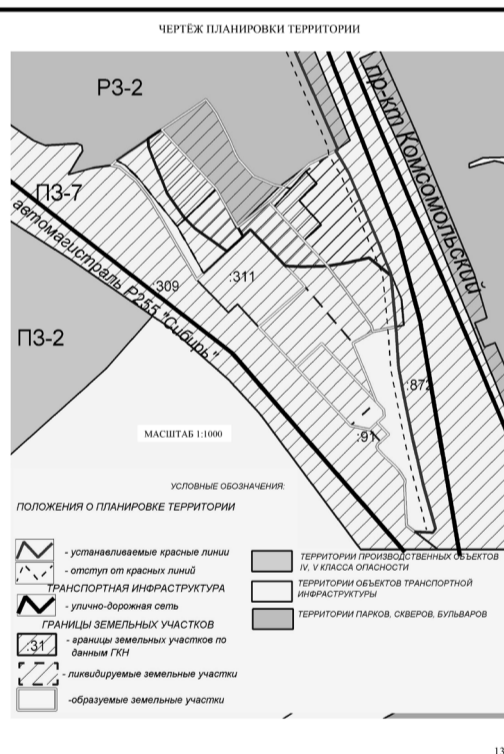 ЧЕРТЁЖ ПЛАНИРОВКИ ТЕРРИТОРИИ
РЗ-2
пр-кт Комсомольский
ПЗ-7
автомагистраль Р255 "Сибирь"
:309
:311
ПЗ-2
:872
:91
МАСШТАБ 1:1000
УСЛОВНЫЕ ОБОЗНАЧЕНИЯ:
ПОЛОЖЕНИЯ О ПЛАНИРОВКЕ ТЕРРИТОРИИ
- устанавливаемые красные линии
- отступ от красных линий
ТРАНСПОРТНАЯ ИНФРАСТРУКТУРА
- улично-дорожная сеть
ГРАНИЦЫ ЗЕМЕЛЬНЫХ УЧАСТКОВ
:31
- границы земельных участков по
данным ГКН
- ликвидируемые земельные участки
-образуемые земельные участки
ТЕРРИТОРИИ ПРОИЗВОДСТВЕННЫХ ОБЪЕКТОВ
IV, V КЛАССА ОПАСНОСТИ
ТЕРРИТОРИИ ОБЪЕКТОВ ТРАНСПОРТНОЙ
ИНФРАСТРУКТУРЫ
ТЕРРИТОРИИ ПАРКОВ, СКВЕРОВ, БУЛЬВАРОВ
13